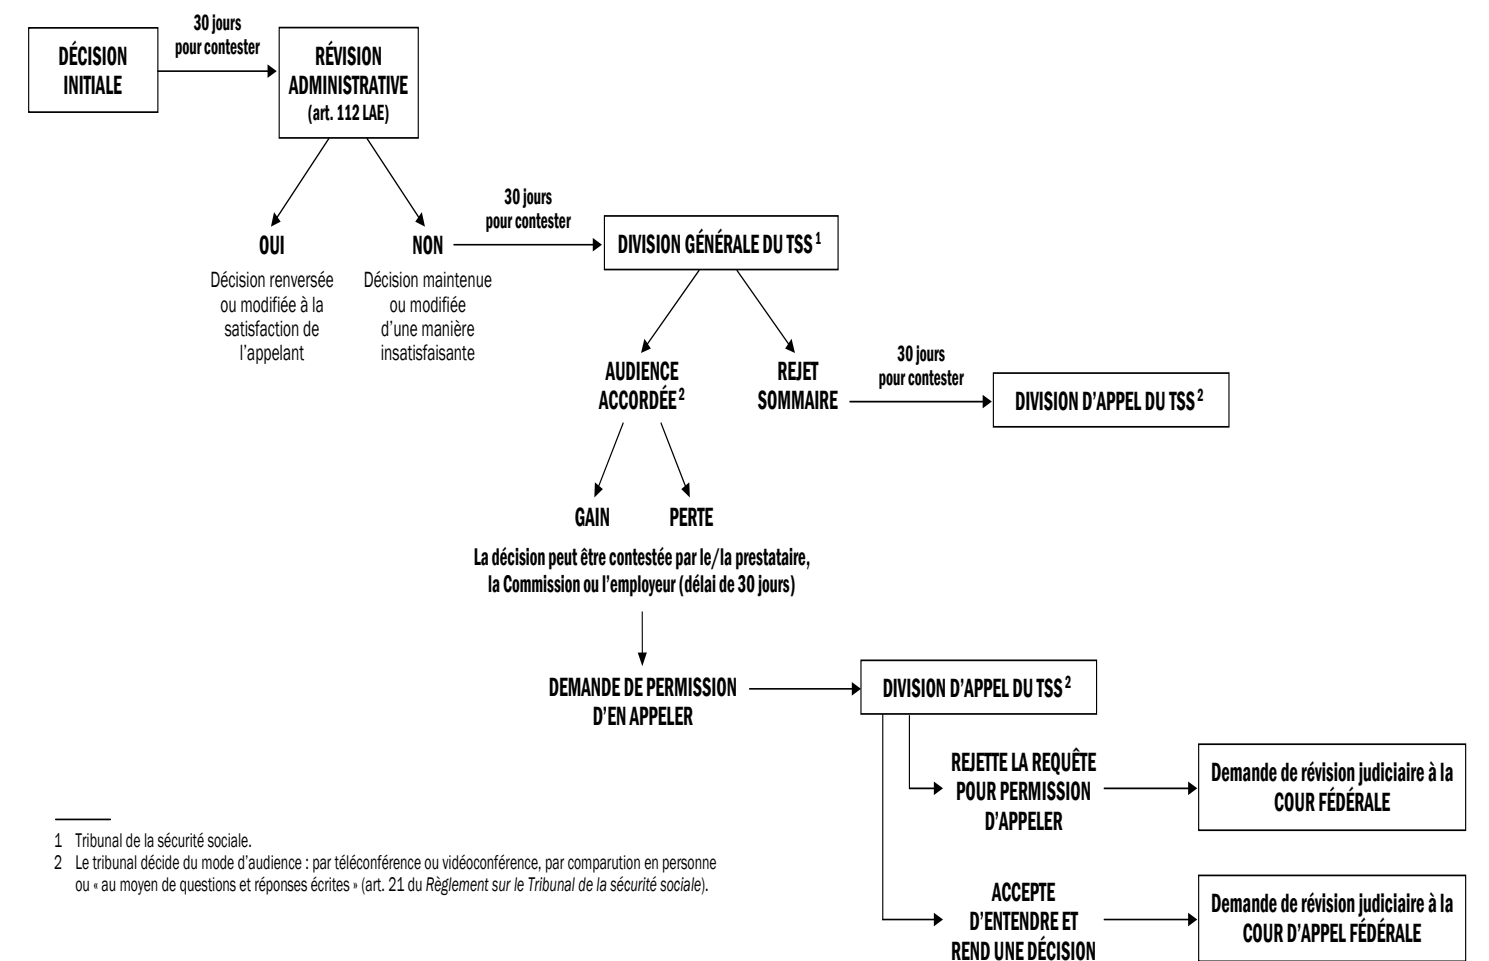 DÉCISION
INITIALE
30 jours
pour contester
RÉVISION
ADMINISTRATIVE
(art. 112 LAE)
OUI
Décision renversée
ou modifiée à la
satisfaction de
l'appelant
NON
Décision maintenue
ou modifiée
d'une manière
insatisfaisante
30 jours
pour contester
DIVISION GÉNÉRALE DU TSS 1
AUDIENCE
ACCORDÉE 2
REJET
SOMMAIRE
30 jours
pour contester
DIVISION D'APPEL DU TSS 2
GAIN
PERTE
La décision peut être contestée par le/la prestataire,
la Commission ou l'employeur (délai de 30 jours)
DEMANDE DE PERMISSION
D'EN APPELER
DIVISION D'APPEL DU TSS 2
REJETTE LA REQUÊTE
POUR PERMISSION
D'APPELER
Demande de révision judiciaire à la
COUR FÉDÉRALE
ACCEPTE
D'ENTENDRE ET
REND UNE DÉCISION
Demande de révision judiciaire à la
COUR D'APPEL FÉDÉRALE
1 Tribunal de la sécurité sociale.
2 Le tribunal décide du mode d'audience : par téléconférence ou vidéoconférence, par comparution en personne
ou « au moyen de questions et réponses écrites » (art. 21 du Règlement sur le Tribunal de la sécurité sociale).